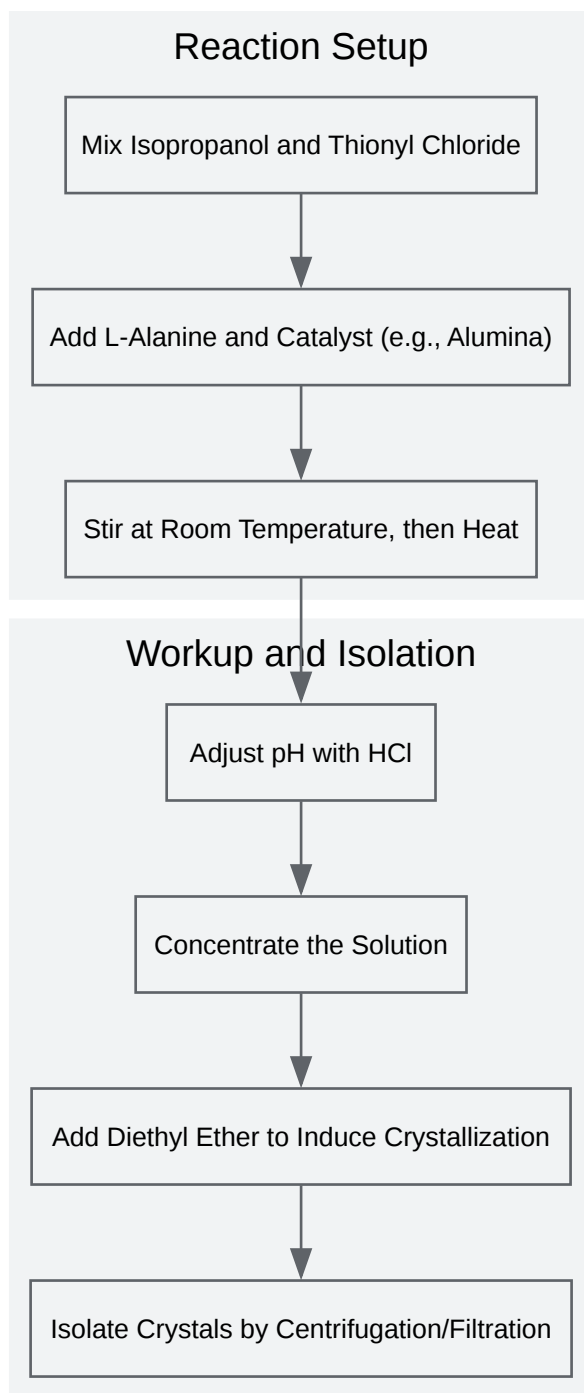 Reaction Setup
Mix Isopropanol and Thionyl Chloride
Add L-Alanine and Catalyst (e.g., Alumina)
Stir at Room Temperature, then Heat
Workup and Isolation
Adjust pH with HCl
Concentrate the Solution
Add Diethyl Ether to Induce Crystallization
Isolate Crystals by Centrifugation/Filtration